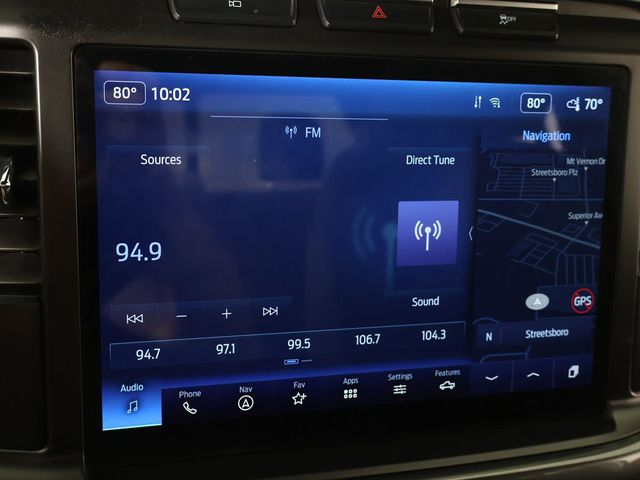 OFF
80° 10:02
80° 70°
FM
Navigation
Sources
Direct Tune
Mt Vernon Dr
Streetsboro Plz
Superior Av
94.9
GPS
Sound
N Streetsboro
94.7 97.1 99.5 106.7 104.3
Audio Phone Nav Fav Apps Settings Features